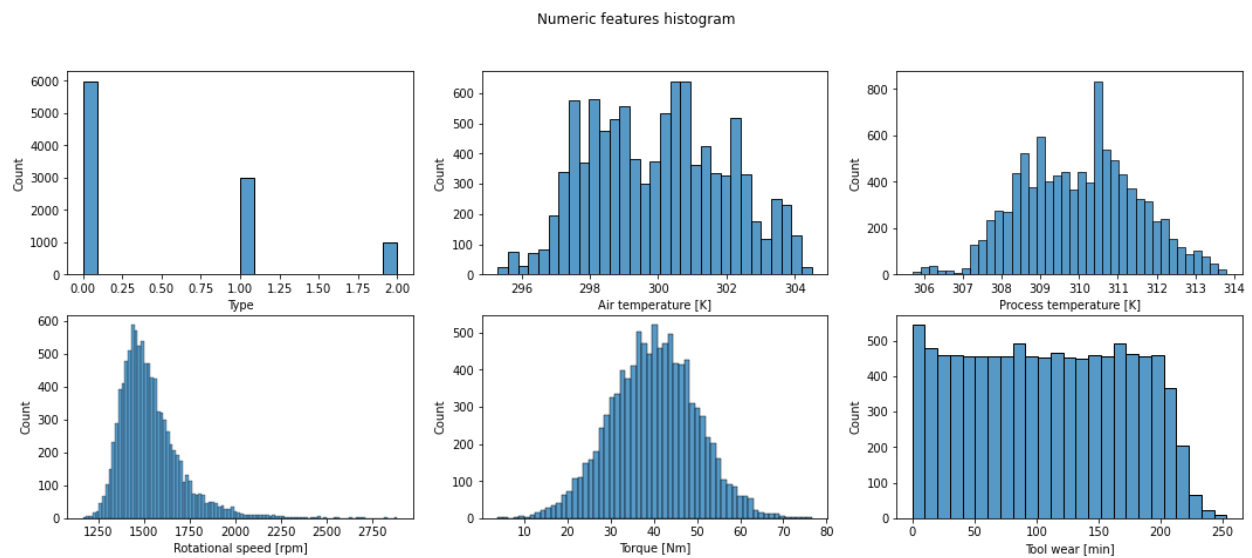 Numeric features histogram
Count
6000
5000
4000
3000
2000
1000
0
0.00 0.25 0.50 0.75 1.00 1.25 1.50 1.75 2.00
Type
Count
600
500
400
300
200
100
0
296 298 300 302 304
Air temperature [K]
Count
800
600
400
200
0
306 307 308 309 310 311 312 313 314
Process temperature [K]
Count
600
500
400
300
200
100
0
1250 1500 1750 2000 2250 2500 2750
Rotational speed [rpm]
Count
500
400
300
200
100
0
10 20 30 40 50 60 70 80
Torque [Nm]
Count
500
400
300
200
100
0
0 50 100 150 200 250
Tool wear [min]